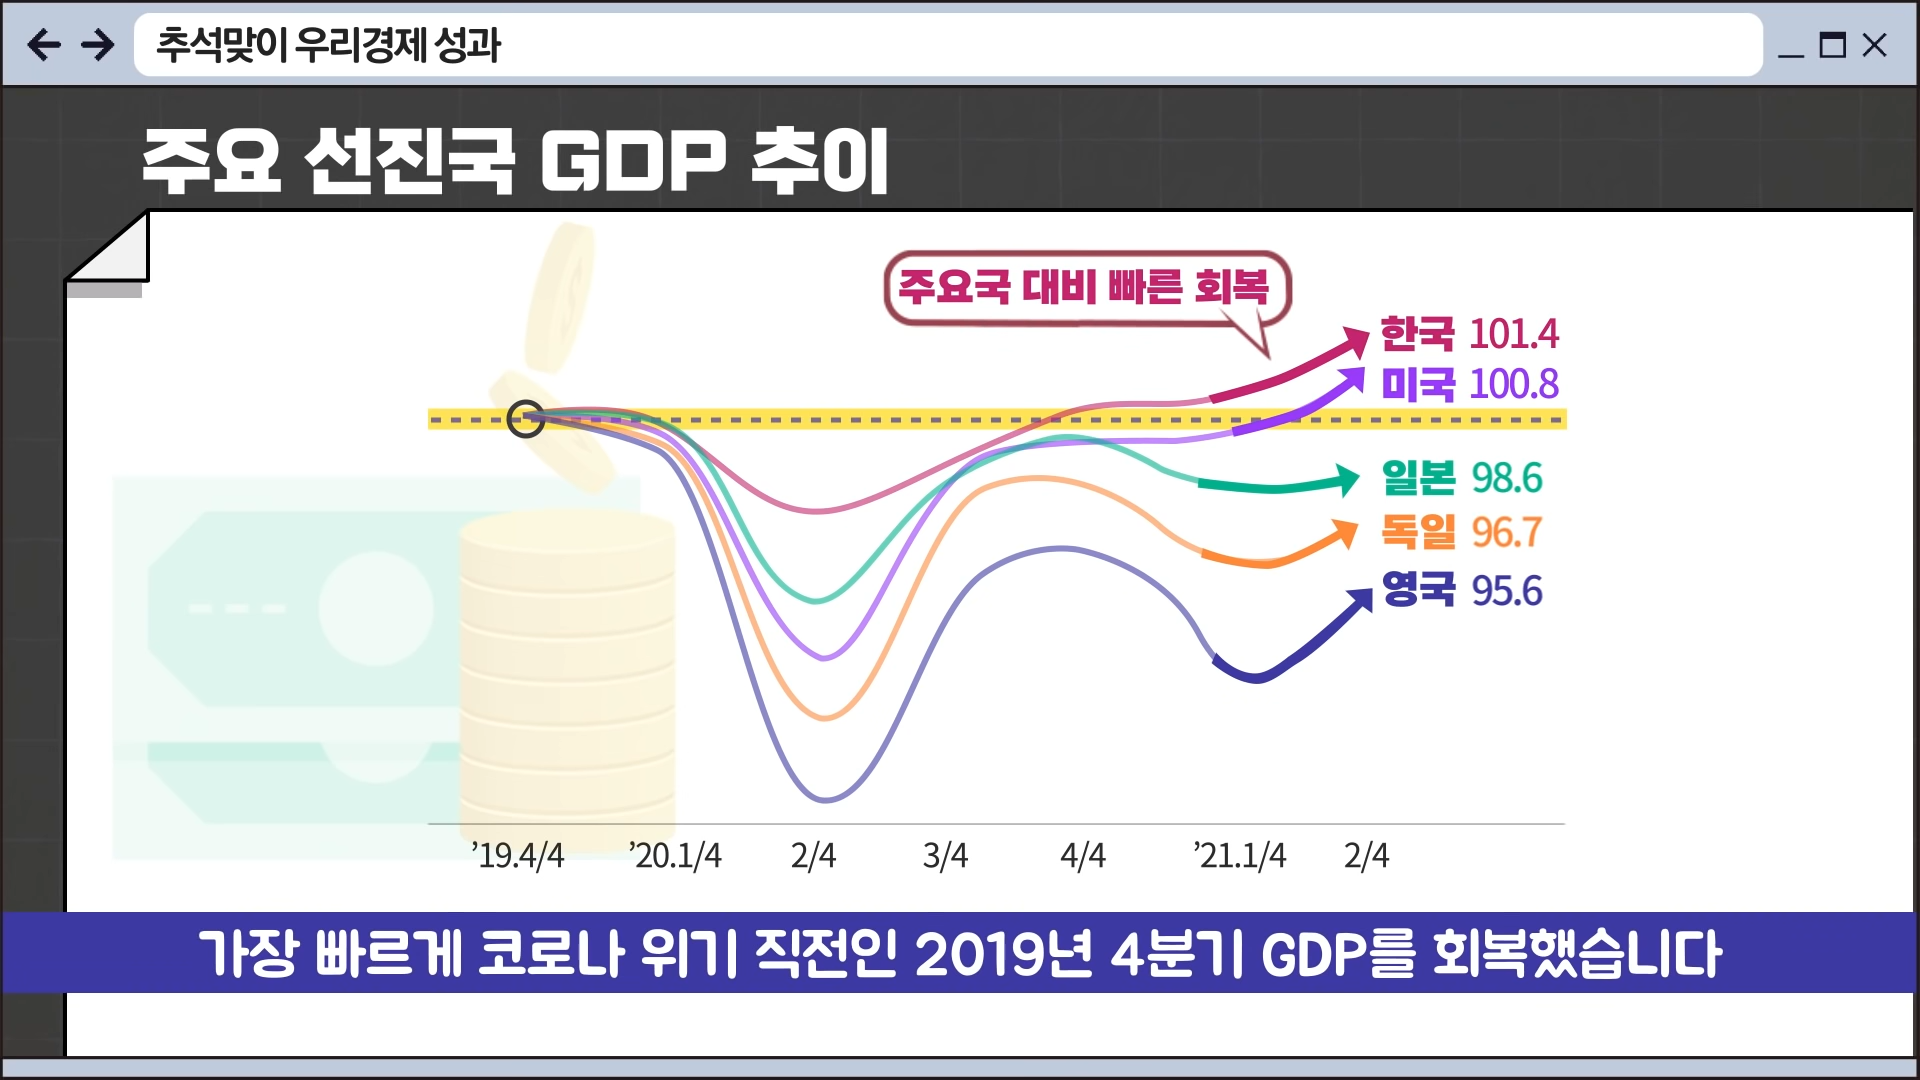 추석맞이 우리경제 성과
주요 선진국 GDP 추이
주요국 대비 빠른 회복
한국 101.4
미국 100.8
일본 98.6
독일 96.7
영국 95.6
’19.4/4 ’20.1/4 2/4 3/4 4/4 ’21.1/4 2/4
가장 빠르게 코로나 위기 직전인 2019년 4분기 GDP를 회복했습니다